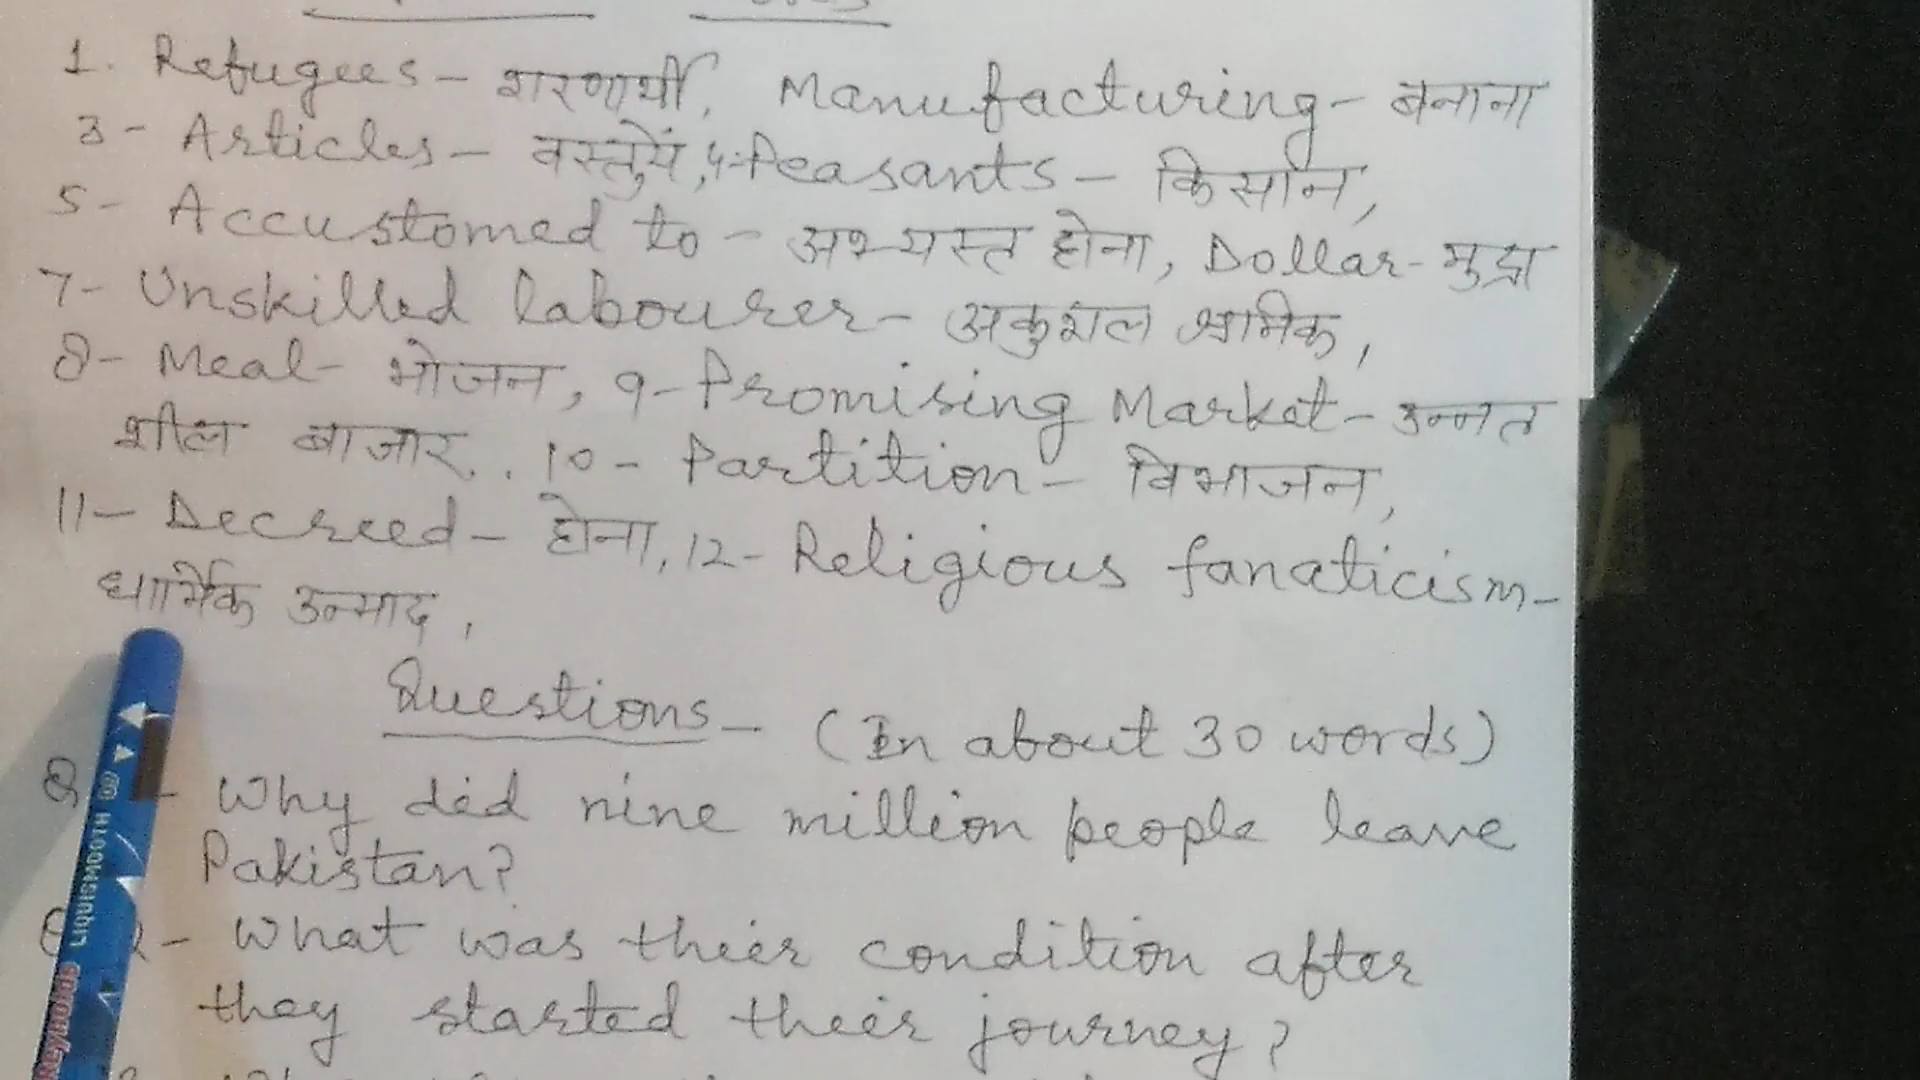 1. Refugees - शरणार्थी, Manufacturing - बनाना
3 - Articles - वस्तुयें, 4- Peasants - किसान,
5 - Accustomed to - अभ्यस्त होना, Dollar - मुद्रा
7 - Unskilled labourer - अकुशल श्रमिक,
8 - Meal - भोजन, 9 - Promising Market - उन्नत
शील बाजार. . 10 - Partition - विभाजन,
11 - Decreed - होना, 12 - Religious fanaticism -
धार्मिक उन्माद,
Questions - (In about 30 words)
Q - Why did nine million people leave
Pakistan?
2 - What was their condition after
they started their journey?
Reynolds LIQUISMOOTH